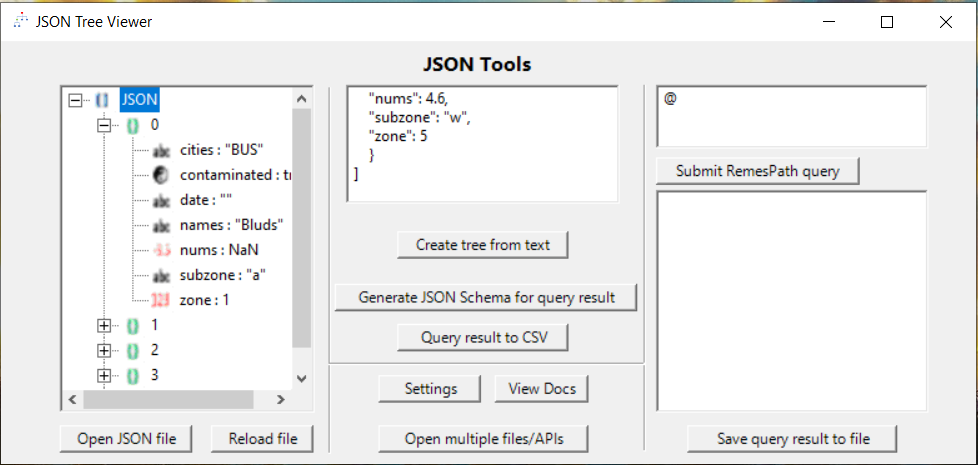 JSON Tree Viewer
JSON Tools
JSON
0
cities : "BUS"
contaminated : tr
date : ""
names : "Bluds"
nums : NaN
subzone : "a"
zone : 1
1
2
3
Open JSON file
Reload file
"nums": 4.6,
"subzone": "w",
"zone": 5
}
]
Create tree from text
Generate JSON Schema for query result
Query result to CSV
Settings
View Docs
Open multiple files/APIs
@
Submit RemesPath query
Save query result to file